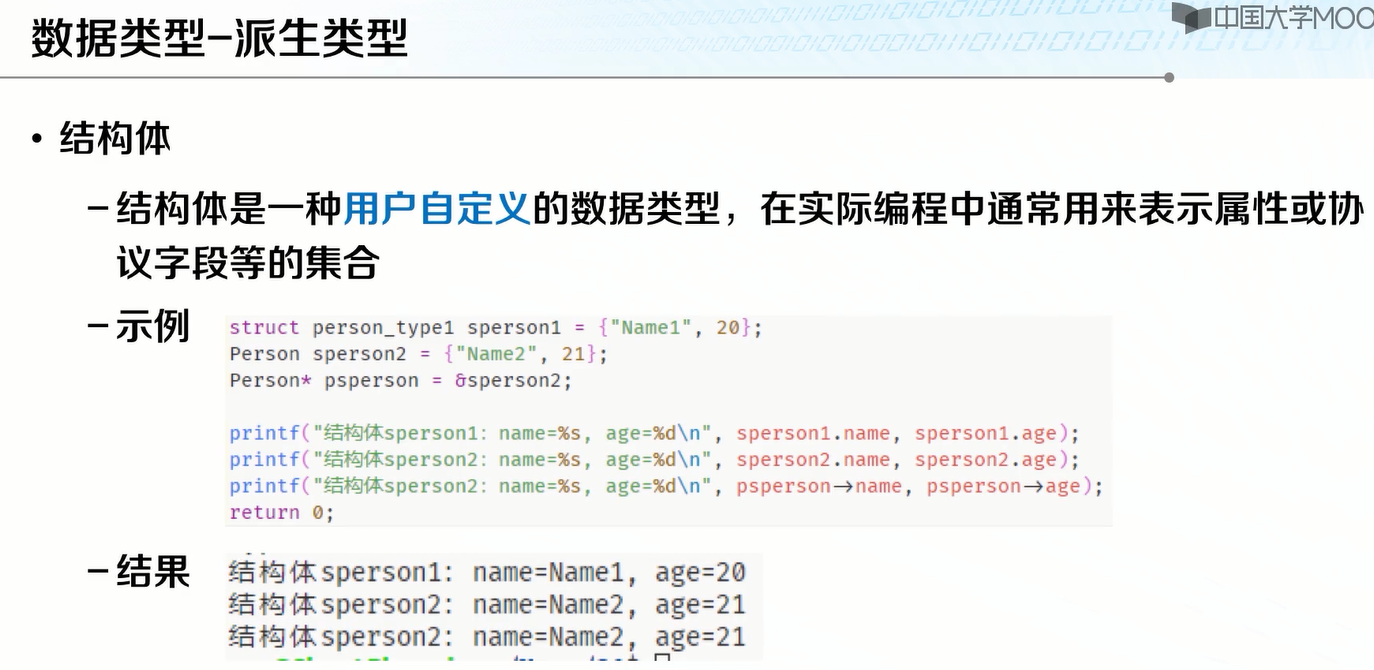 数据类型-派生类型
中国大学MOO
• 结构体
– 结构体是一种用户自定义的数据类型，在实际编程中通常用来表示属性或协
议字段等的集合
– 示例
struct person_type1 sperson1 = {"Name1", 20};
Person sperson2 = {"Name2", 21};
Person* psperson = &sperson2;
printf("结构体sperson1: name=%s, age=%d\n", sperson1.name, sperson1.age);
printf("结构体sperson2: name=%s, age=%d\n", sperson2.name, sperson2.age);
printf("结构体sperson2: name=%s, age=%d\n", psperson->name, psperson->age);
return 0;
– 结果
结构体sperson1: name=Name1, age=20
结构体sperson2: name=Name2, age=21
结构体sperson2: name=Name2, age=21